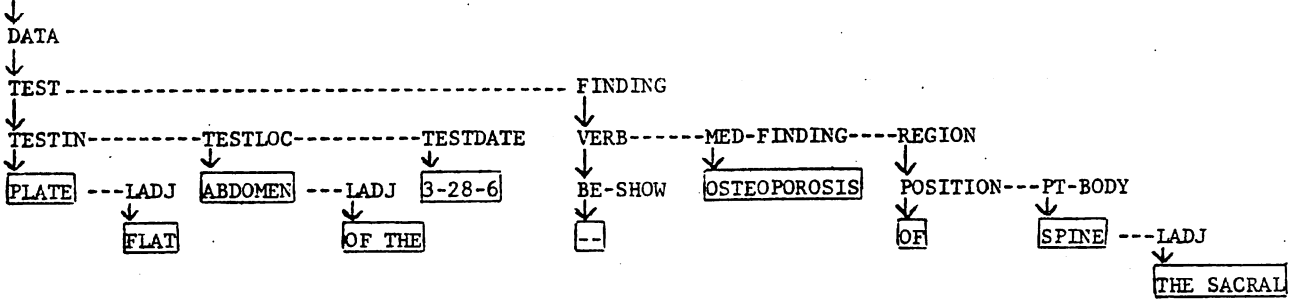 DATA
TEST FINDING
TESTIN TESTLOC TESTDATE VERB MED-FINDING REGION
PLATE LADJ ABDOMEN LADJ 3-28-6 BE-SHOW OSTEOPOROSIS POSITION PT-BODY
FLAT OF THE -- OF SPINE LADJ
THE SACRAL